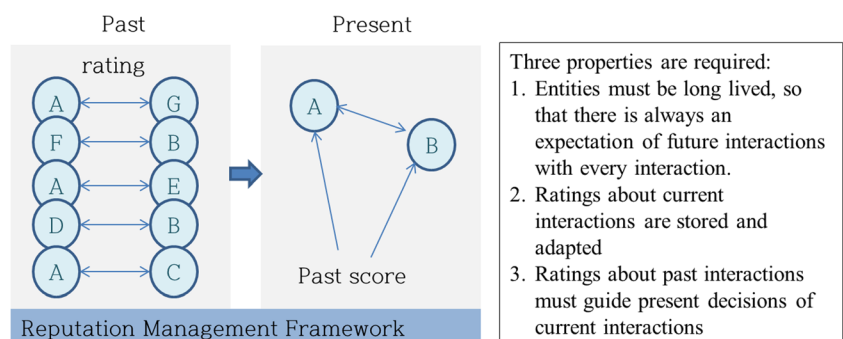 Past
Present
rating
A
G
F
B
A
E
D
B
A
C
A
B
Past score
Reputation Management Framework
Three properties are required:
1. Entities must be long lived, so
that there is always an
expectation of future interactions
with every interaction.
2. Ratings about current
interactions are stored and
adapted
3. Ratings about past interactions
must guide present decisions of
current interactions